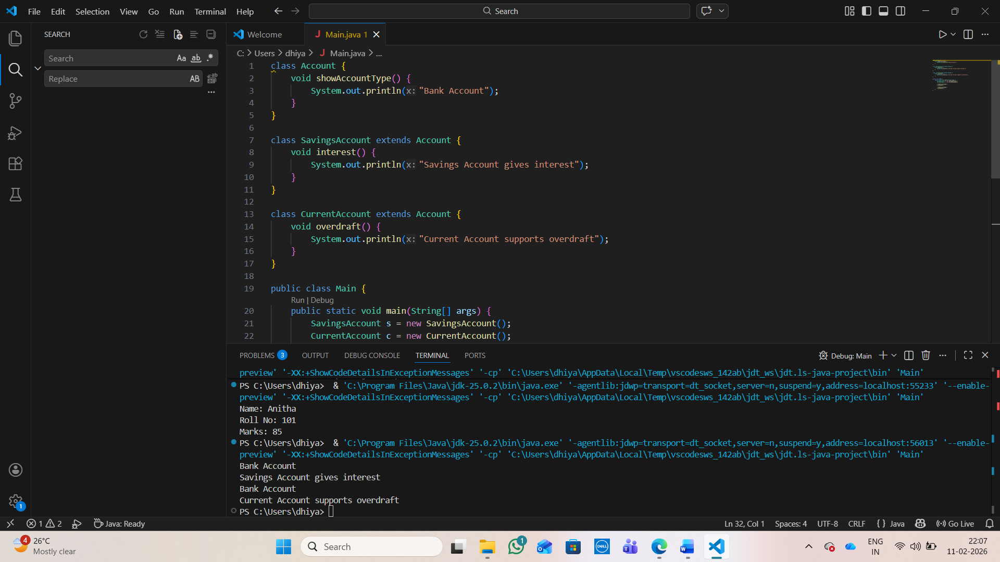 File Edit Selection View Go Run Terminal Help
Search
SEARCH
Search
Aa ab .*
Replace
AB
Welcome
J Main.java 1
C: > Users > dhiya > J Main.java > ...
1 class Account {
2 void showAccountType() {
3 System.out.println(x: "Bank Account");
4 }
5 }
6
7 class SavingsAccount extends Account {
8 void interest() {
9 System.out.println(x: "Savings Account gives interest");
10 }
11 }
12
13 class CurrentAccount extends Account {
14 void overdraft() {
15 System.out.println(x: "Current Account supports overdraft");
16 }
17 }
18
19 public class Main {
Run | Debug
20 public static void main(String[] args) {
21 SavingsAccount s = new SavingsAccount();
22 CurrentAccount c = new CurrentAccount();
PROBLEMS 3 OUTPUT DEBUG CONSOLE TERMINAL PORTS
Debug: Main
preview' '-XX:+ShowCodeDetailsInExceptionMessages' '-cp' 'C:\Users\dhiya\AppData\Local\Temp\vscodesws_142ab\jdt_ws\jdt.ls-java-project\bin' 'Main'
PS C:\Users\dhiya> & 'C:\Program Files\Java\jdk-25.0.2\bin\java.exe' '-agentlib:jdwp=transport=dt_socket,server=n,suspend=y,address=localhost:55233' '--enable-
preview' '-XX:+ShowCodeDetailsInExceptionMessages' '-cp' 'C:\Users\dhiya\AppData\Local\Temp\vscodesws_142ab\jdt_ws\jdt.ls-java-project\bin' 'Main'
Name: Anitha
Roll No: 101
Marks: 85
PS C:\Users\dhiya> & 'C:\Program Files\Java\jdk-25.0.2\bin\java.exe' '-agentlib:jdwp=transport=dt_socket,server=n,suspend=y,address=localhost:56013' '--enable-
preview' '-XX:+ShowCodeDetailsInExceptionMessages' '-cp' 'C:\Users\dhiya\AppData\Local\Temp\vscodesws_142ab\jdt_ws\jdt.ls-java-project\bin' 'Main'
Bank Account
Savings Account gives interest
Bank Account
Current Account supports overdraft
PS C:\Users\dhiya>
1
1 2 Java: Ready
Ln 32, Col 1 Spaces: 4 UTF-8 CRLF { } Java Go Live
4
26°C
Mostly clear
Search
1
DELL
ENG
IN
22:07
11-02-2026